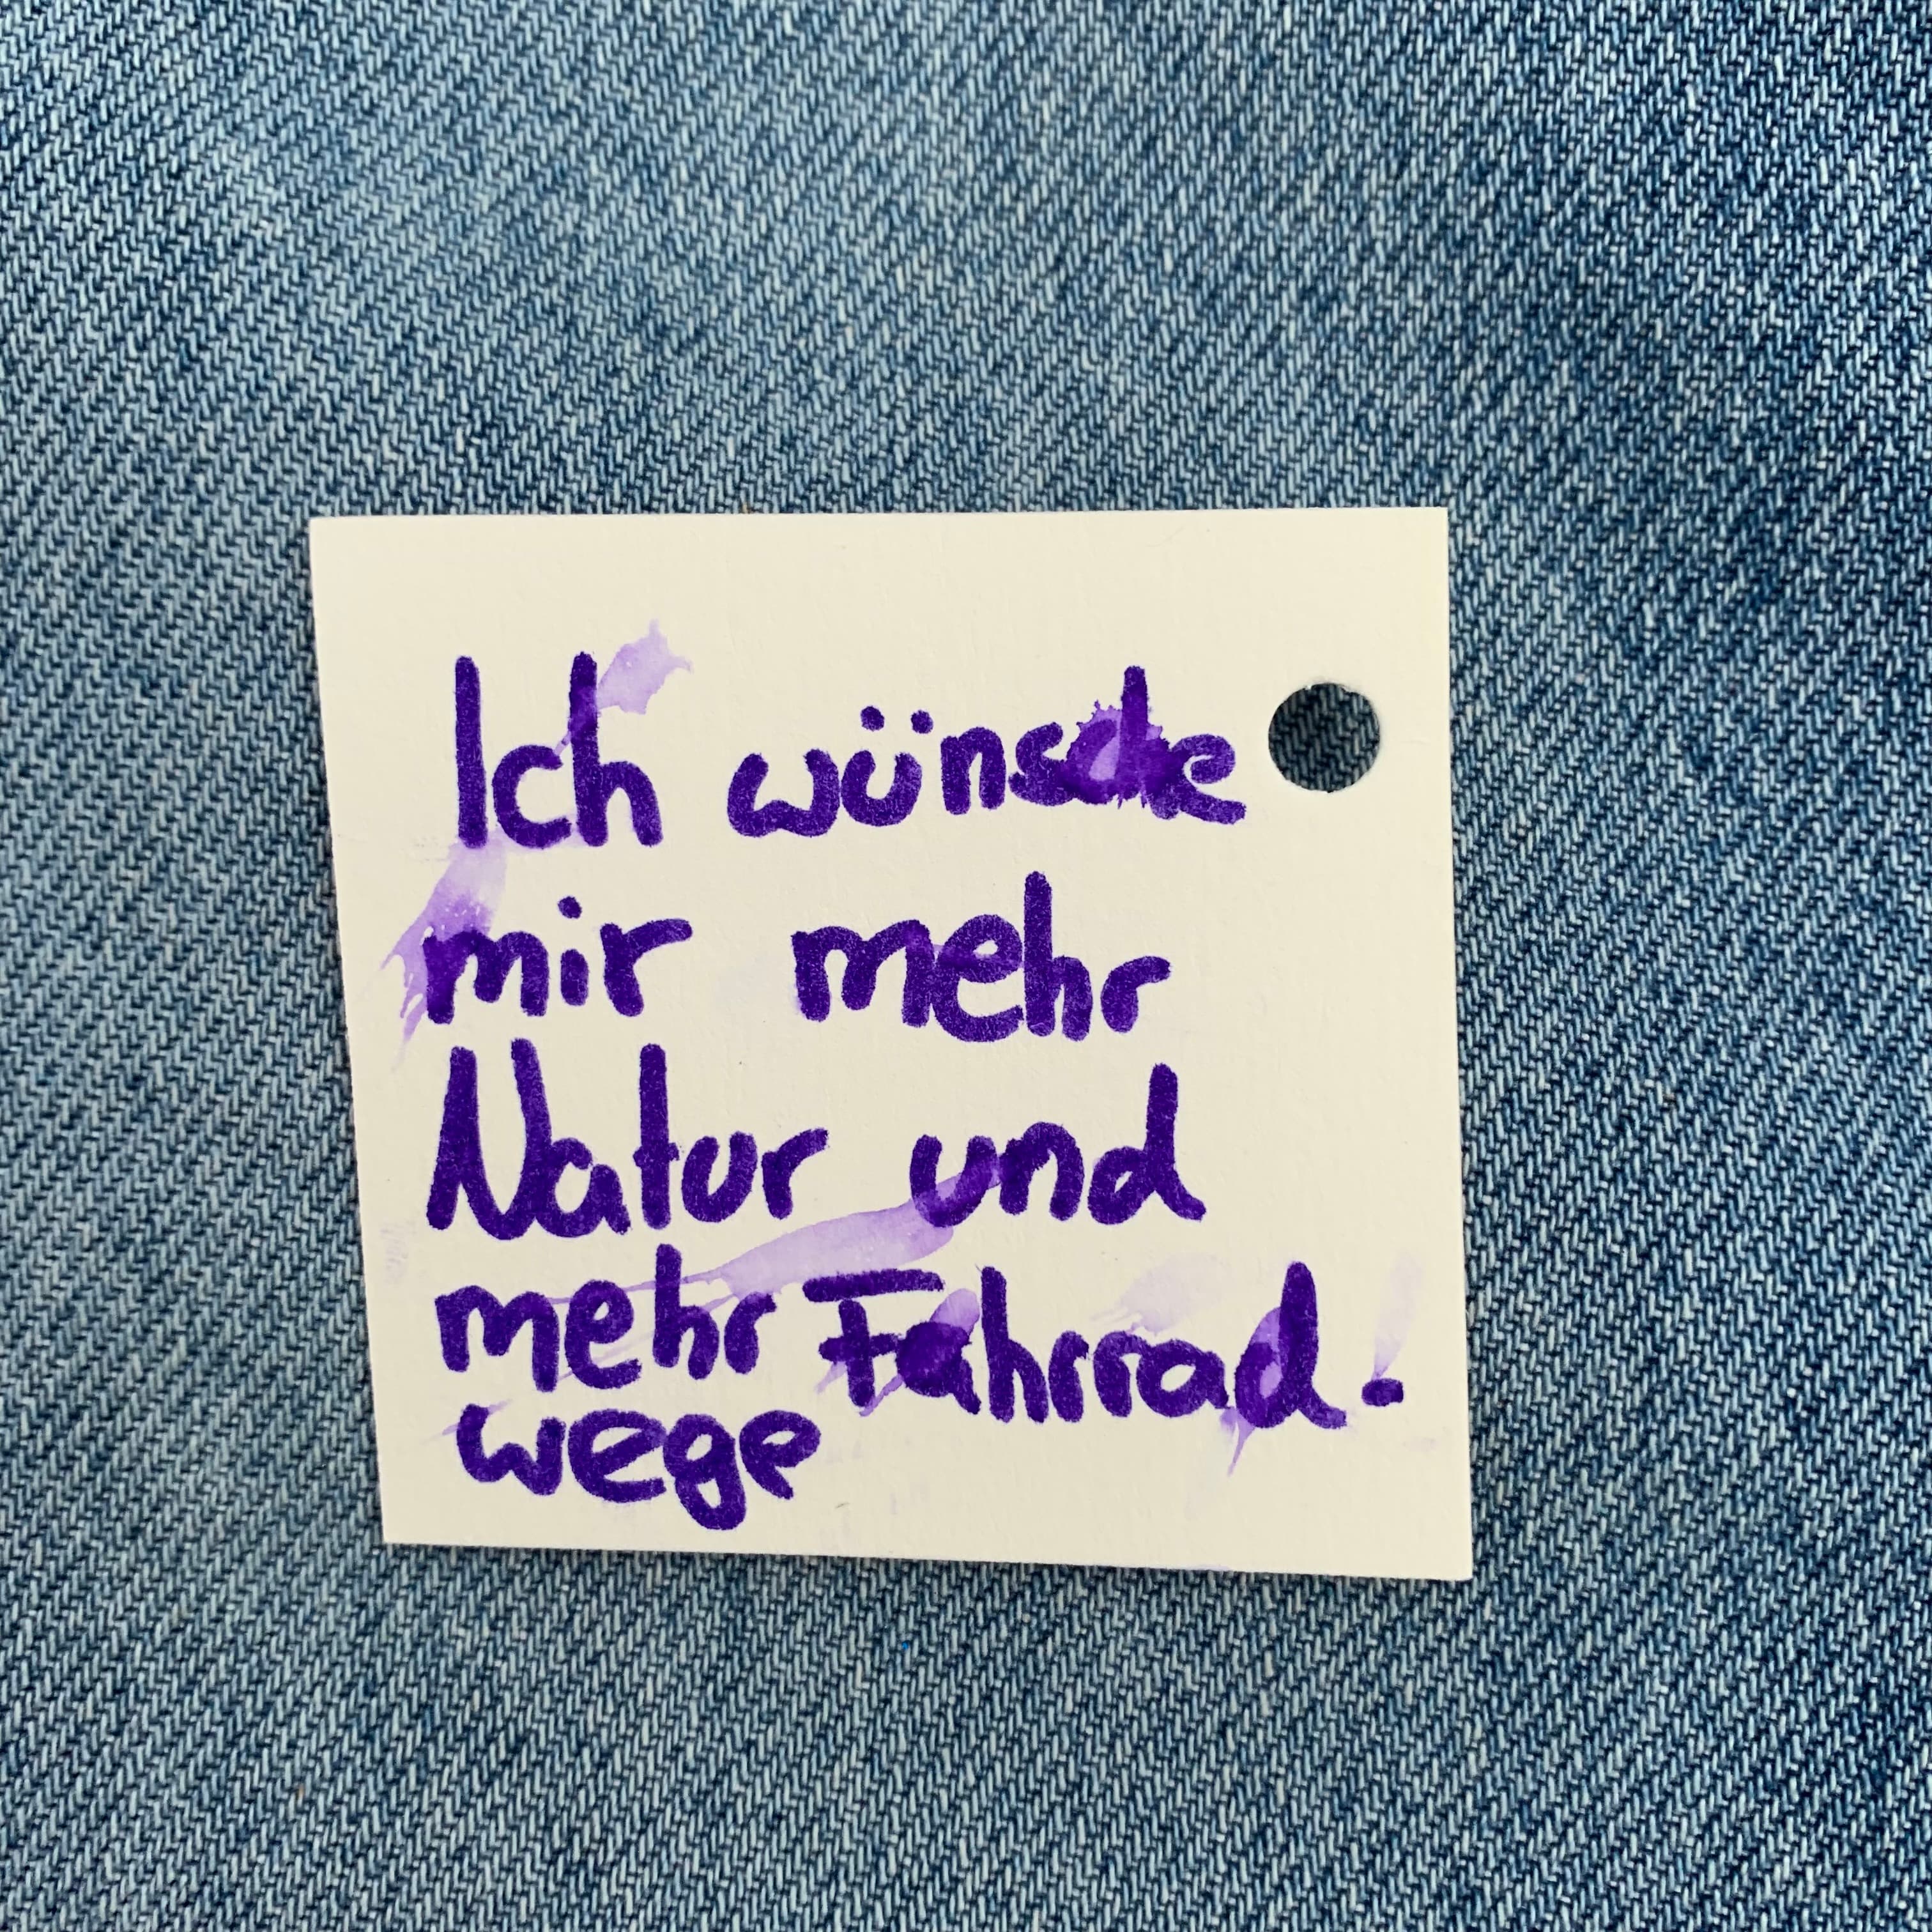 Ich wünsche
mir mehr
Natur und
mehr Fahrrad.
wege